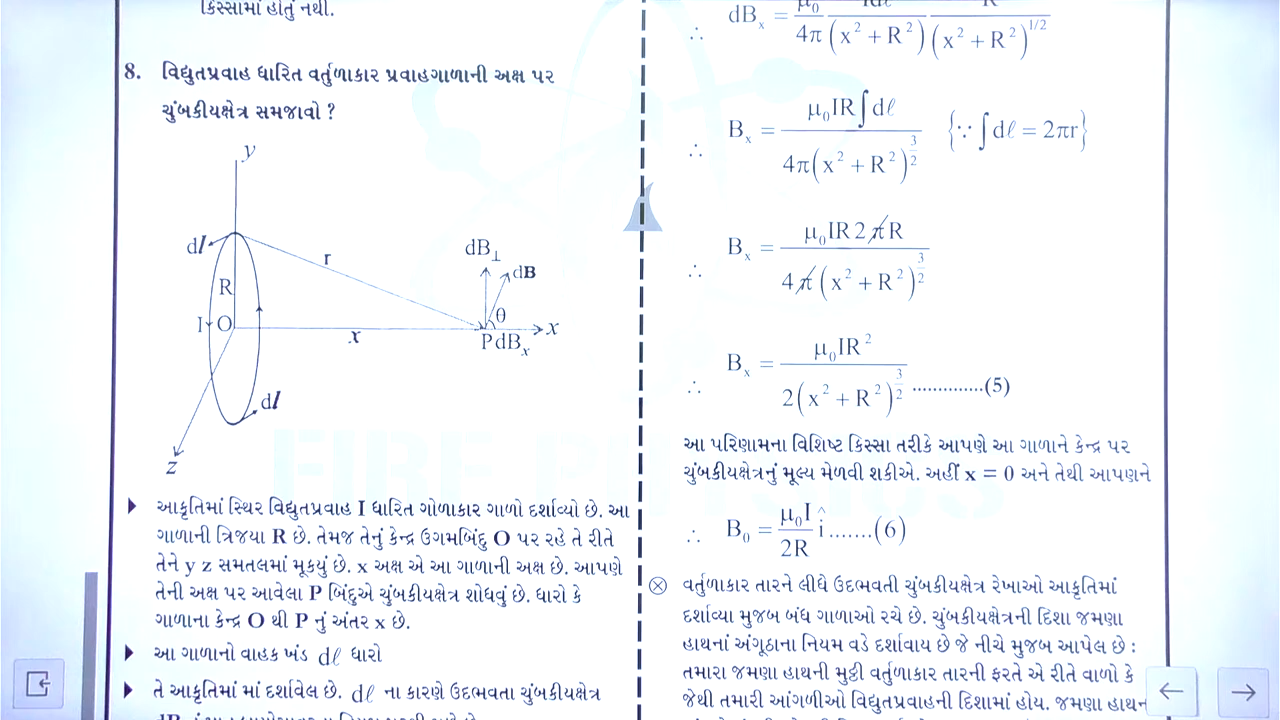 કિસ્સામાં હોતું નથી.
8. વિદ્યુતપ્રવાહ ધારિત વર્તુળાકાર પ્રવાહગાળાની અક્ષ પર
ચુંબકીયક્ષેત્ર સમજાવો ?
y
dl
r
dB⊥
dB
R
θ
I O
x
P dBₓ
x
dl
z
▶ આકૃતિમાં સ્થિર વિદ્યુતપ્રવાહ I ધારિત ગોળાકાર ગાળો દર્શાવ્યો છે. આ
ગાળાની ત્રિજયા R છે. તેમજ તેનું કેન્દ્ર ઉગમબિંદુ O પર રહે તે રીતે
તેને y z સમતલમાં મૂકયું છે. x અક્ષ એ આ ગાળાની અક્ષ છે. આપણે
તેની અક્ષ પર આવેલા P બિંદુએ ચુંબકીયક્ષેત્ર શોધવું છે. ધારો કે
ગાળાના કેન્દ્ર O થી P નું અંતર x છે.
▶ આ ગાળાનો વાહક ખંડ dℓ ધારો
▶ તે આકૃતિમાં માં દર્શાવેલ છે. dℓ ના કારણે ઉદભવતા ચુંબકીયક્ષેત્ર
∴ dBₓ = μ₀/4π Idℓ/(x² + R²) R/(x² + R²)^1/2
∴ Bₓ = μ₀IR∫dℓ / 4π(x² + R²)^3/2 {∵ ∫dℓ = 2πr}
∴ Bₓ = μ₀IR2πR / 4π(x² + R²)^3/2
∴ Bₓ = μ₀IR² / 2(x² + R²)^3/2 ..............(5)
આ પરિણામના વિશિષ્ટ કિસ્સા તરીકે આપણે આ ગાળાને કેન્દ્ર પર
ચુંબકીયક્ષેત્રનું મૂલ્ય મેળવી શકીએ. અહીં x = 0 અને તેથી આપણને
∴ B₀ = μ₀I/2R î.......(6)
⊗ વર્તુળાકાર તારને લીધે ઉદભવતી ચુંબકીયક્ષેત્ર રેખાઓ આકૃતિમાં
દર્શાવ્યા મુજબ બંધ ગાળાઓ રચે છે. ચુંબકીયક્ષેત્રની દિશા જમણા
હાથનાં અંગૂઠાના નિયમ વડે દર્શાવાય છે જે નીચે મુજબ આપેલ છે :
તમારા જમણા હાથની મુઠ્ઠી વર્તુળાકાર તારની ફરતે એ રીતે વાળો કે
જેથી તમારી આંગળીઓ વિદ્યુતપ્રવાહની દિશામાં હોય. જમણા